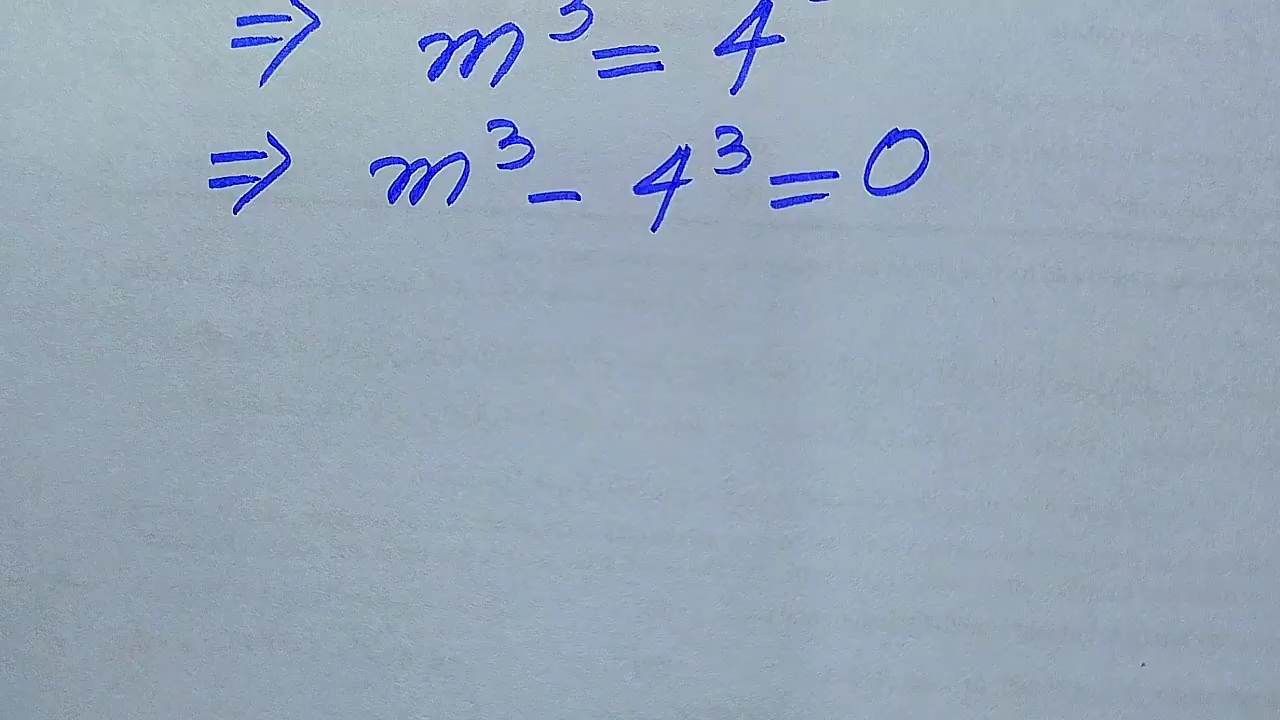 ⇒ m³ = 4
⇒ m³ - 4³ = 0